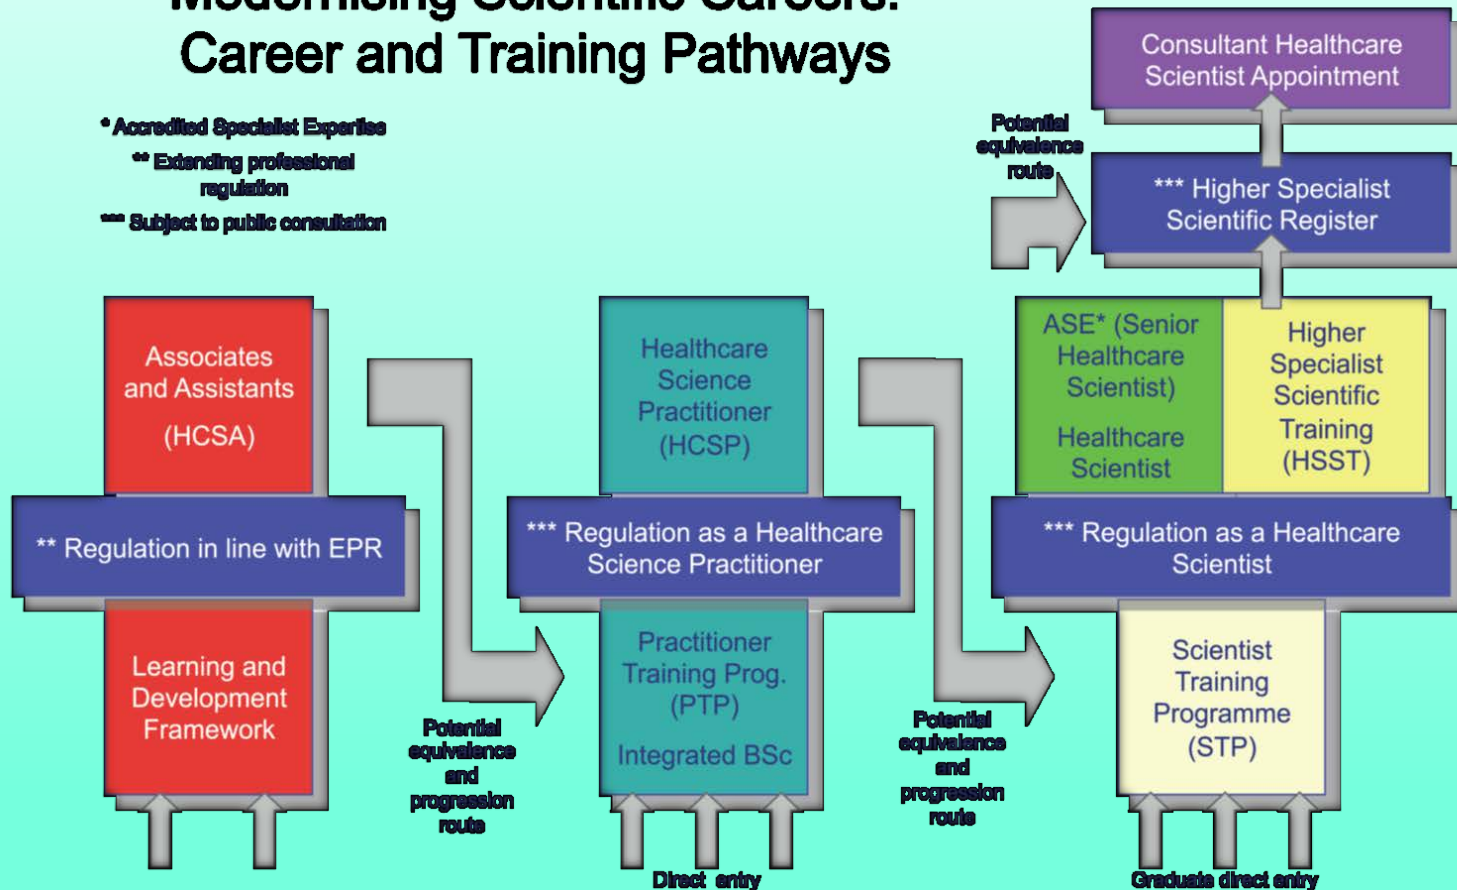 Modernising Scientific Careers:
Career and Training Pathways
* Accredited Specialist Expertise
** Extending professional
regulation
*** Subject to public consultation
Consultant Healthcare
Scientist Appointment
Potential
equivalence
route
*** Higher Specialist
Scientific Register
Associates
and Assistants
(HCSA)
** Regulation in line with EPR
Learning and
Development
Framework
Potential
equivalence
and
progression
route
Healthcare
Science
Practitioner
(HCSP)
*** Regulation as a Healthcare
Science Practitioner
Practitioner
Training Prog.
(PTP)
Integrated BSc
Direct entry
Potential
equivalence
and
progression
route
ASE* (Senior
Healthcare
Scientist)
Healthcare
Scientist
Higher
Specialist
Scientific
Training
(HSST)
*** Regulation as a Healthcare
Scientist
Scientist
Training
Programme
(STP)
Graduate direct entry